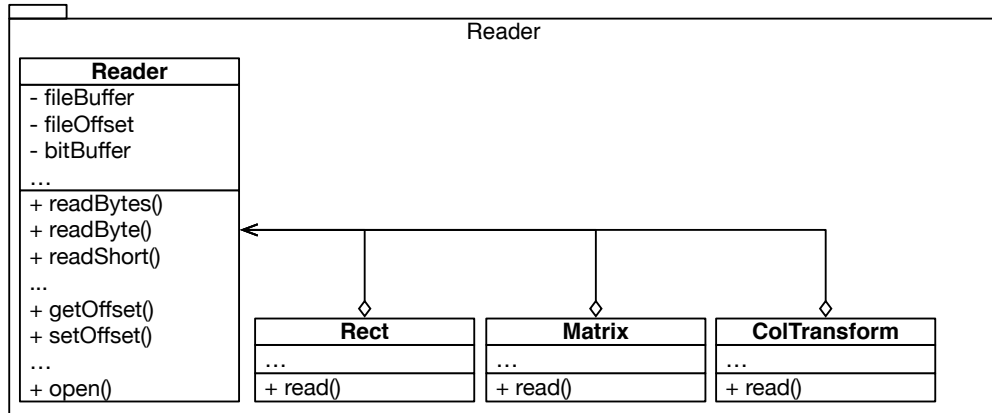 Reader
Reader
- fileBuffer
- fileOffset
- bitBuffer
…
+ readBytes()
+ readByte()
+ readShort()
...
+ getOffset()
+ setOffset()
…
+ open()
Rect
…
+ read()
Matrix
…
+ read()
ColTransform
…
+ read()